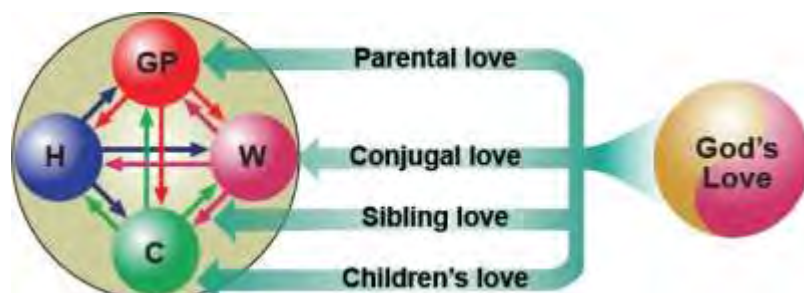 GP
H
W
C
Parental love
Conjugal love
Sibling love
Children's love
God's
Love